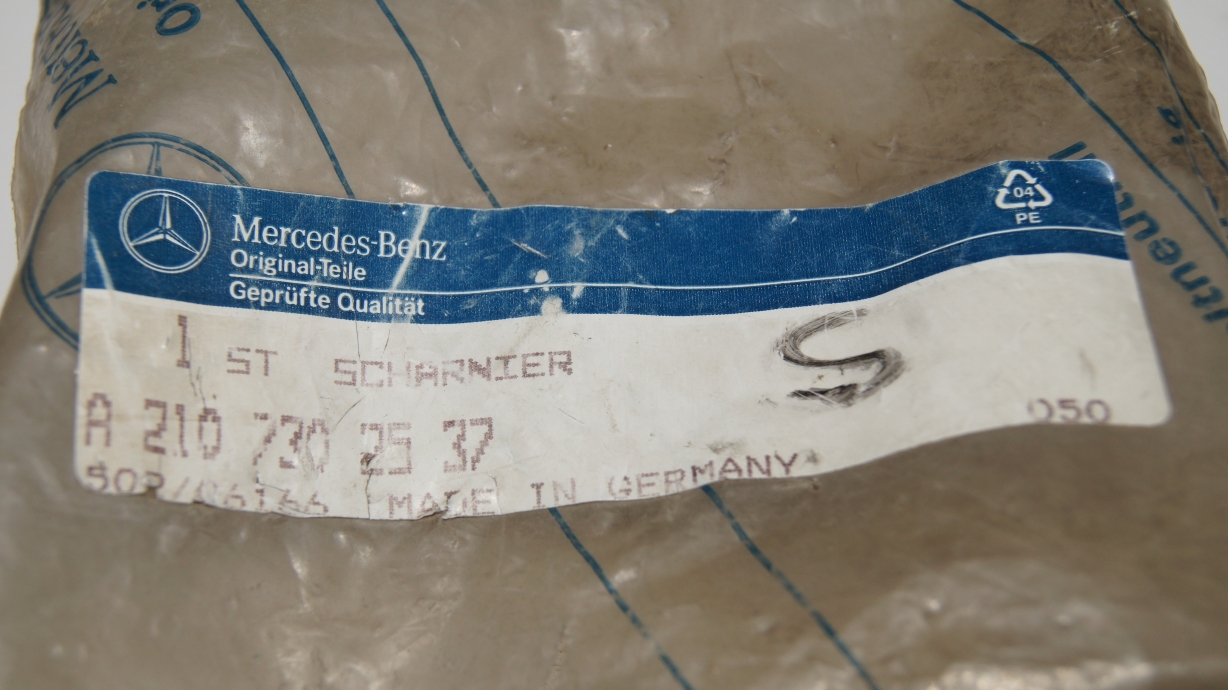 Mercedes-Benz
Original-Teile
Geprüfte Qualität
04
PE
1 ST SCHARNIER
S
A 210 730 25 37
050
MADE IN GERMANY